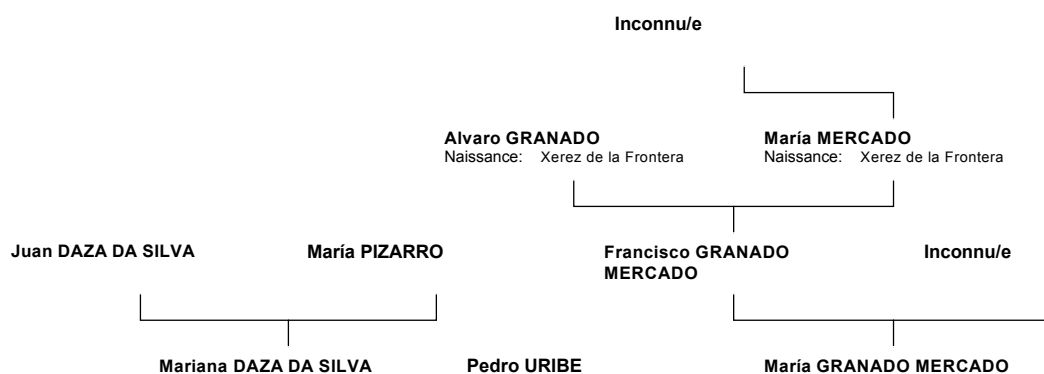 Inconnu/e
Alvaro GRANADO
Naissance: Xerez de la Frontera
María MERCADO
Naissance: Xerez de la Frontera
Juan DAZA DA SILVA
María PIZARRO
Francisco GRANADO
MERCADO
Inconnu/e
Mariana DAZA DA SILVA
Pedro URIBE
María GRANADO MERCADO